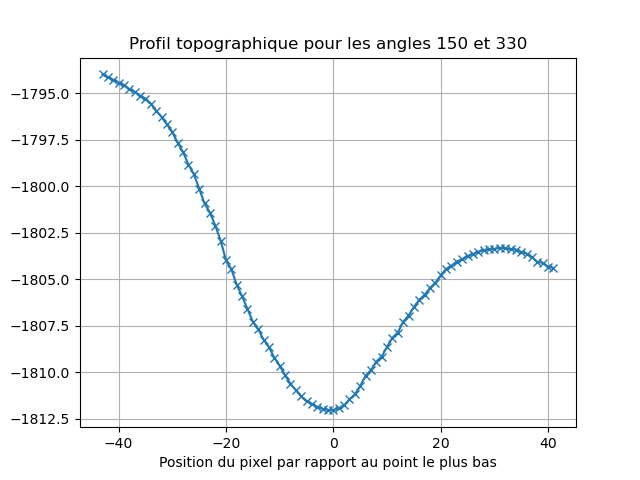 Profil topographique pour les angles 150 et 330
−1795.0
−1797.5
−1800.0
−1802.5
−1805.0
−1807.5
−1810.0
−1812.5
−40 −20 0 20 40
Position du pixel par rapport au point le plus bas